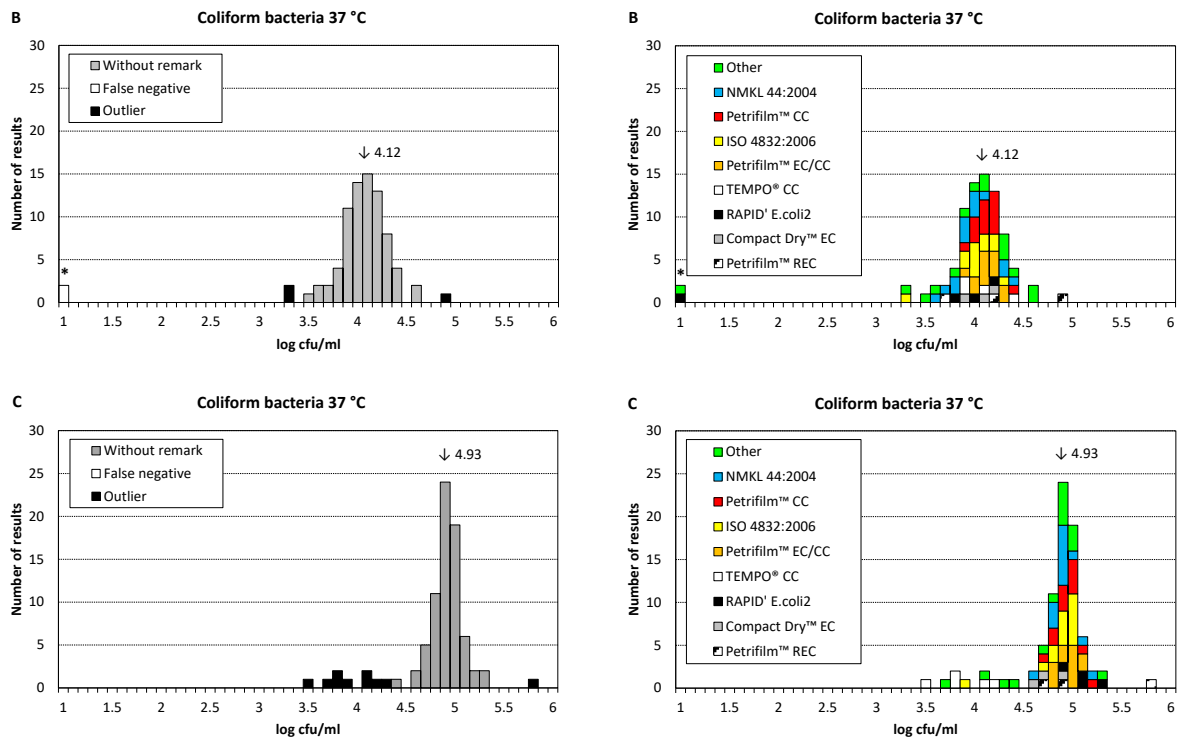 B
Coliform bacteria 37 °C
30
25
20
15
10
5
0
Number of results
Without remark
False negative
Outlier
4.12
*
1 1.5 2 2.5 3 3.5 4 4.5 5 5.5 6
log cfu/ml
B
Coliform bacteria 37 °C
30
25
20
15
10
5
0
Number of results
Other
NMKL 44:2004
Petrifilm™ CC
ISO 4832:2006
Petrifilm™ EC/CC
TEMPO® CC
RAPID' E.coli2
Compact Dry™ EC
Petrifilm™ REC
4.12
*
1 1.5 2 2.5 3 3.5 4 4.5 5 5.5 6
log cfu/ml
C
Coliform bacteria 37 °C
30
25
20
15
10
5
0
Number of results
Without remark
False negative
Outlier
4.93
1 1.5 2 2.5 3 3.5 4 4.5 5 5.5 6
log cfu/ml
C
Coliform bacteria 37 °C
30
25
20
15
10
5
0
Number of results
Other
NMKL 44:2004
Petrifilm™ CC
ISO 4832:2006
Petrifilm™ EC/CC
TEMPO® CC
RAPID' E.coli2
Compact Dry™ EC
Petrifilm™ REC
4.93
1 1.5 2 2.5 3 3.5 4 4.5 5 5.5 6
log cfu/ml